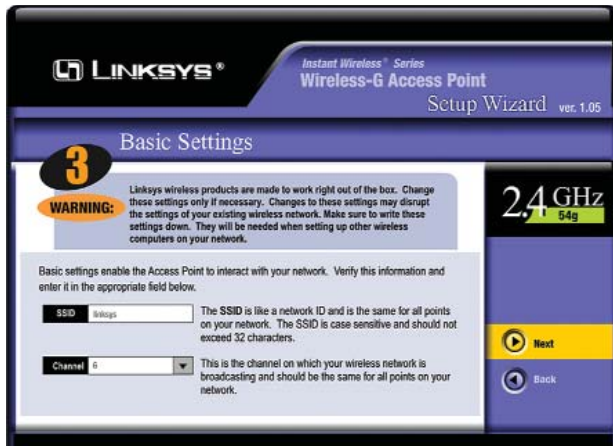 LINKSYS®
Instant Wireless® Series
Wireless-G Access Point
Setup Wizard ver. 1.05
Basic Settings
3
WARNING:
Linksys wireless products are made to work right out of the box. Change
these settings only if necessary. Changes to these settings may disrupt
the settings of your existing wireless network. Make sure to write these
settings down. They will be needed when setting up other wireless
computers on your network.
2.4 GHz
54g
Basic settings enable the Access Point to interact with your network. Verify this information and
enter it in the appropriate field below.
SSID linksys
The SSID is like a network ID and is the same for all points
on your network. The SSID is case sensitive and should not
exceed 32 characters.
Channel 6
This is the channel on which your wireless network is
broadcasting and should be the same for all points on your
network.
Next
Back